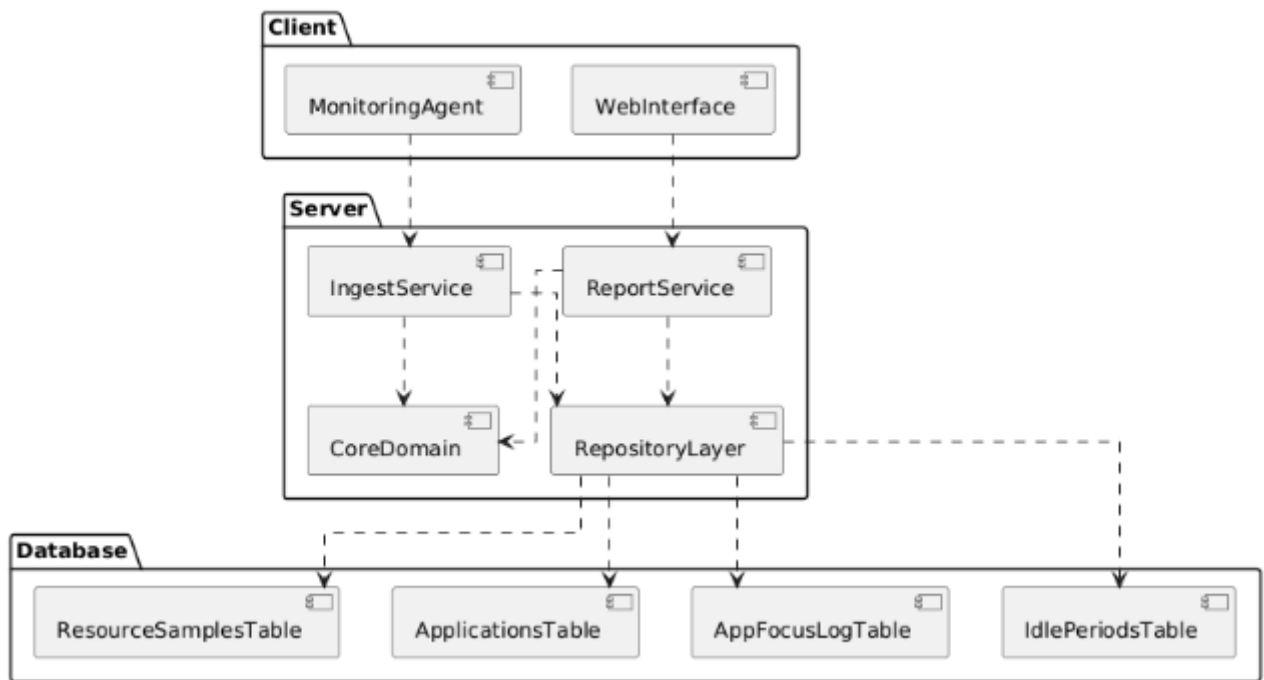 Client
MonitoringAgent
WebInterface
Server
IngestService
ReportService
CoreDomain
RepositoryLayer
Database
ResourceSamplesTable
ApplicationsTable
AppFocusLogTable
IdlePeriodsTable